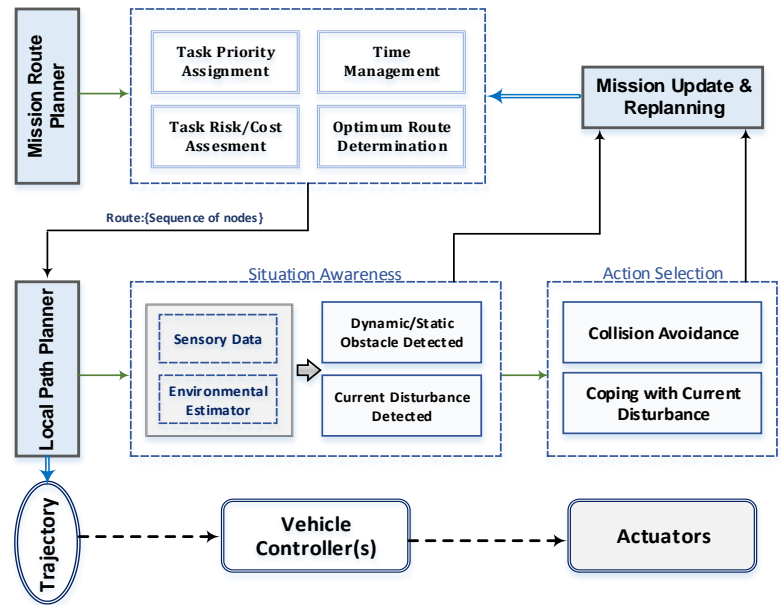 Mission Route
Planner
Task Priority
Assignment
Time
Management
Task Risk/Cost
Assesment
Optimum Route
Determination
Mission Update &
Replanning
Route:{Sequence of nodes}
Local Path Planner
Situation Awareness
Sensory Data
Environmental
Estimator
Dynamic/Static
Obstacle Detected
Current Disturbance
Detected
Action Selection
Collision Avoidance
Coping with Current
Disturbance
Trajectory
Vehicle
Controller(s)
Actuators